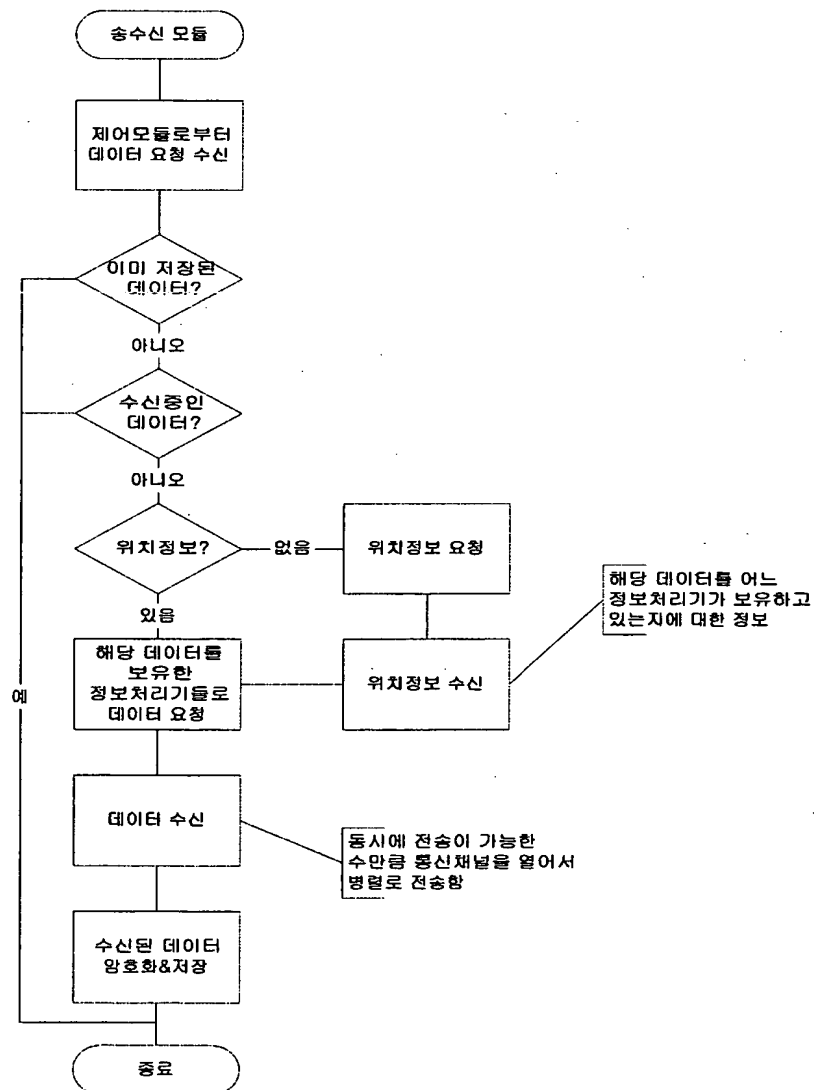 송수신 모듈
제어모듈로부터
데이터 요청 수신
이미 저장된
데이터?
아니오
수신중인
데이터?
아니오
위치정보?
없음
위치정보 요청
있음
해당 데이터를 어느
정보처리기가 보유하고
있는지에 대한 정보
해당 데이터를
보유한
정보처리기들로
데이터 요청
위치정보 수신
예
데이터 수신
동시에 전송이 가능한
수만큼 통신채널을 열어서
병렬로 전송함
수신된 데이터
암호화&저장
종료